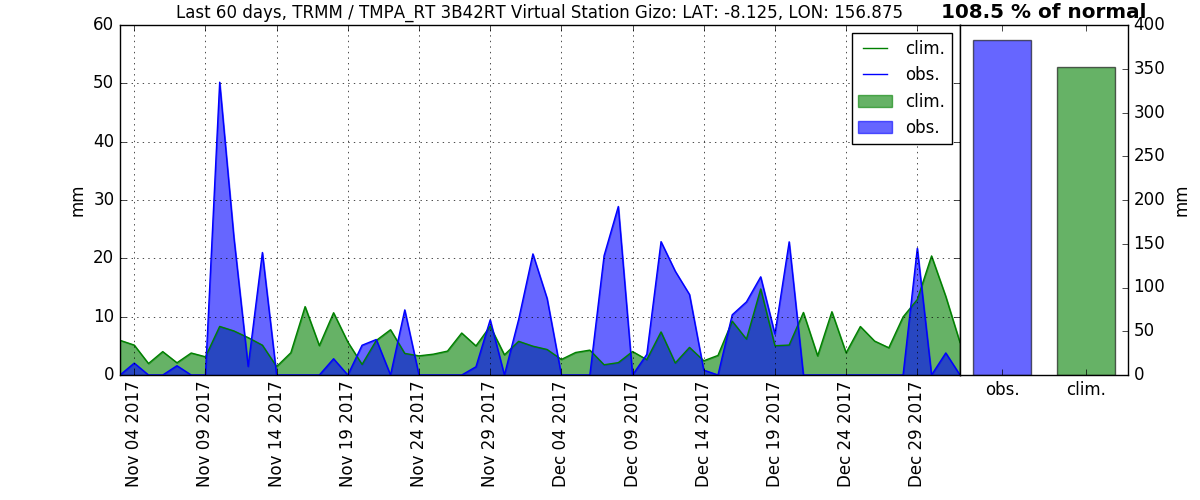 Last 60 days, TRMM / TMPA_RT 3B42RT Virtual Station Gizo: LAT: -8.125, LON: 156.875
108.5 % of normal
60
50
40
30
20
10
0
mm
clim.
obs.
clim.
obs.
400
350
300
250
200
150
100
50
0
mm
obs.
clim.
Nov 04 2017
Nov 09 2017
Nov 14 2017
Nov 19 2017
Nov 24 2017
Nov 29 2017
Dec 04 2017
Dec 09 2017
Dec 14 2017
Dec 19 2017
Dec 24 2017
Dec 29 2017